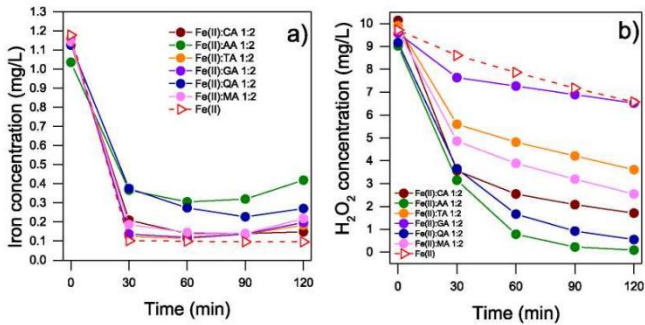 a)
Iron concentration (mg/L)
1.3
1.2
1.1
1.0
0.9
0.8
0.7
0.6
0.5
0.4
0.3
0.2
0.1
0.0
Fe(II):CA 1:2
Fe(II):AA 1:2
Fe(II):TA 1:2
Fe(II):GA 1:2
Fe(II):QA 1:2
Fe(II):MA 1:2
Fe(II)
0 30 60 90 120
Time (min)
b)
H2O2 concentration (mg/L)
10
9
8
7
6
5
4
3
2
1
0
Fe(II):CA 1:2
Fe(II):AA 1:2
Fe(II):TA 1:2
Fe(II):GA 1:2
Fe(II):QA 1:2
Fe(II):MA 1:2
Fe(II)
0 30 60 90 120
Time (min)